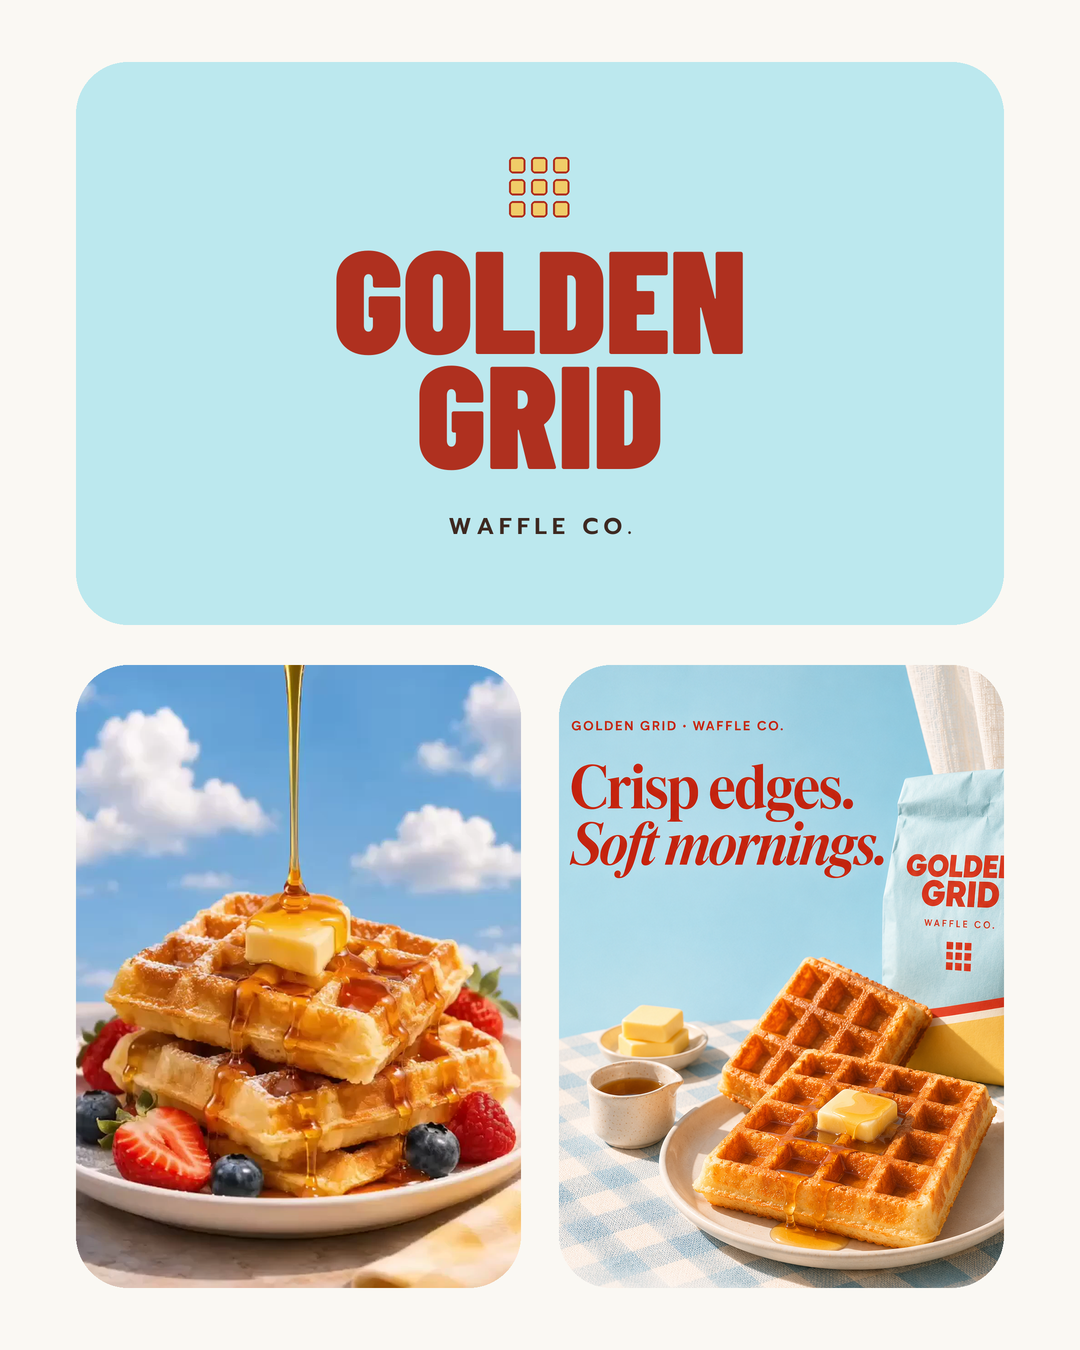 GOLDEN
GRID
WAFFLE CO.
GOLDEN GRID · WAFFLE CO.
Crisp edges.
Soft mornings.
GOLDEN
GRID
WAFFLE CO.